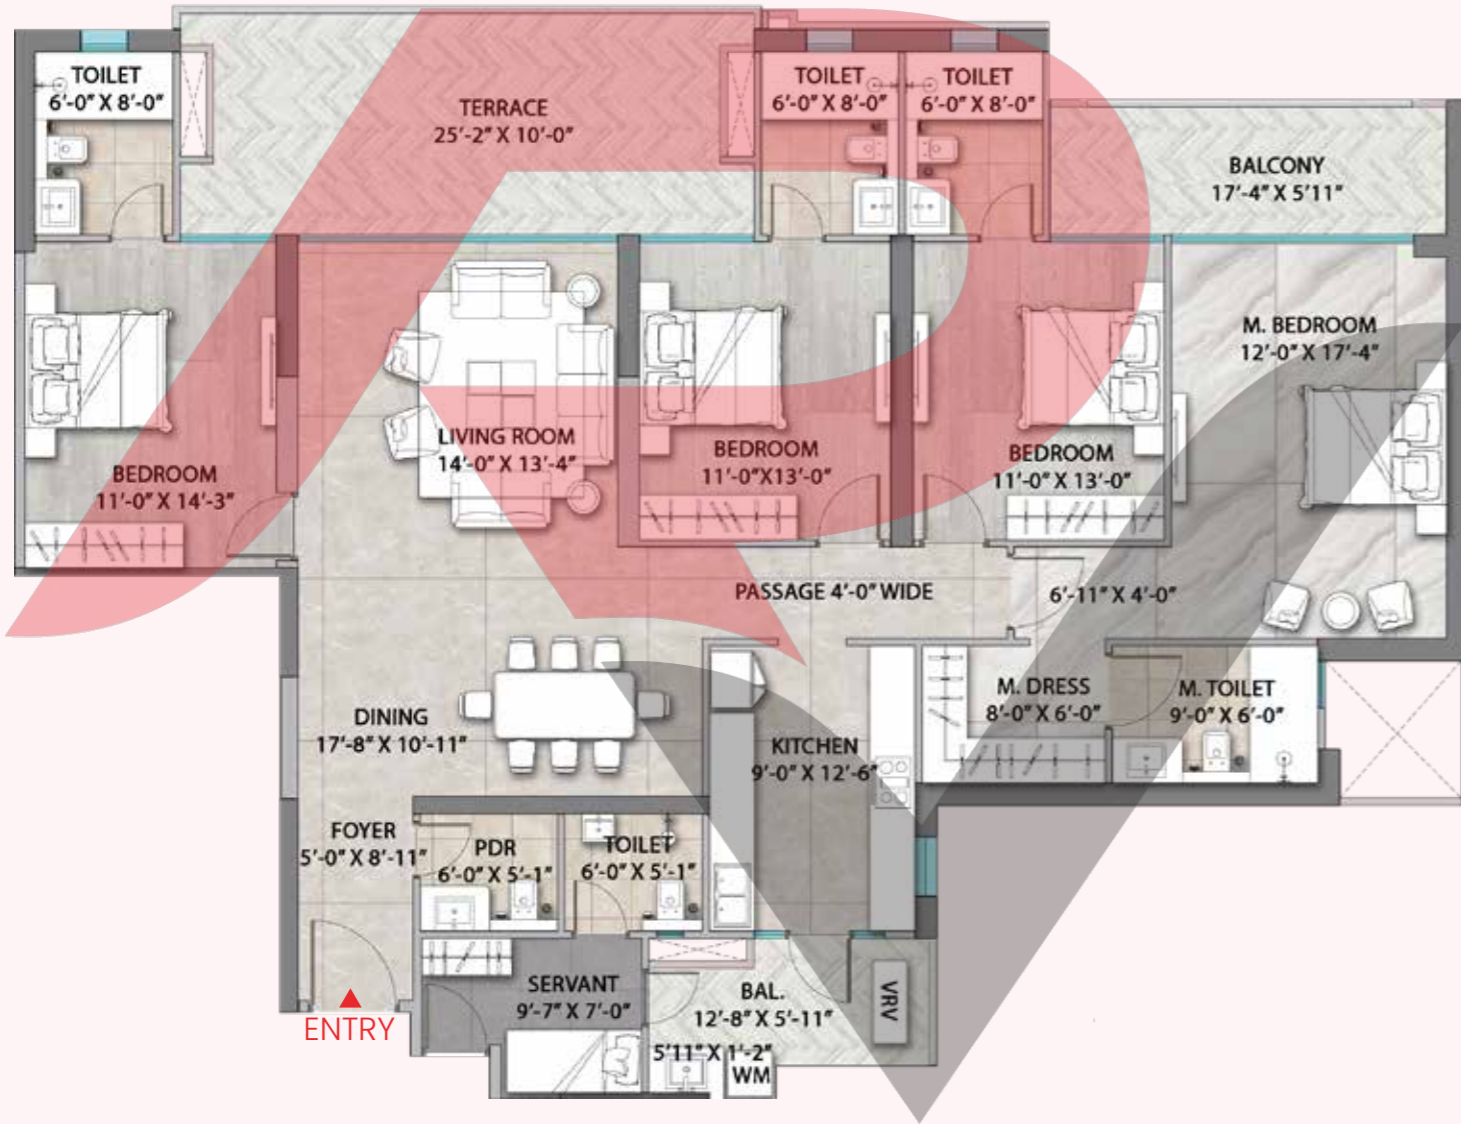 TOILET
6'-0" X 8'-0"
TERRACE
25'-2" X 10'-0"
TOILET
6'-0" X 8'-0"
TOILET
6'-0" X 8'-0"
BALCONY
17'-4" X 5'11"
BEDROOM
11'-0" X 14'-3"
LIVING ROOM
14'-0" X 13'-4"
BEDROOM
11'-0"X13'-0"
BEDROOM
11'-0" X 13'-0"
M. BEDROOM
12'-0" X 17'-4"
PASSAGE 4'-0" WIDE
6'-11" X 4'-0"
DINING
17'-8" X 10'-11"
KITCHEN
9'-0" X 12'-6"
M. DRESS
8'-0" X 6'-0"
M. TOILET
9'-0" X 6'-0"
FOYER
5'-0" X 8'-11"
PDR
6'-0" X 5'-1"
TOILET
6'-0" X 5'-1"
ENTRY
SERVANT
9'-7" X 7'-0"
BAL.
12'-8" X 5'-11"
VRV
5'11" X 1'-2"
WM